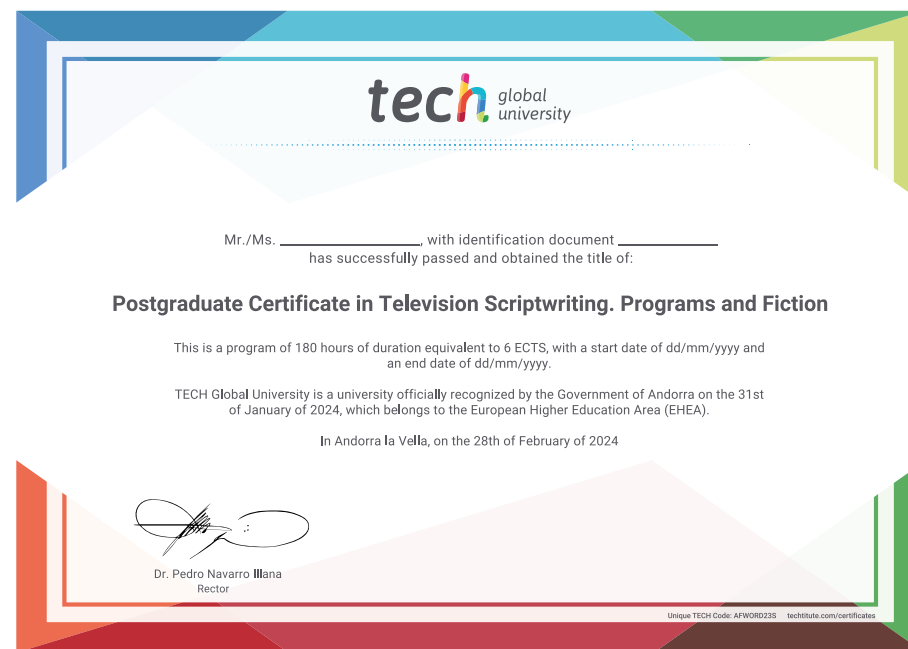 tech global university
Mr./Ms. ____________________, with identification document ______________
has successfully passed and obtained the title of:
Postgraduate Certificate in Television Scriptwriting. Programs and Fiction
This is a program of 180 hours of duration equivalent to 6 ECTS, with a start date of dd/mm/yyyy and
an end date of dd/mm/yyyy.
TECH Global University is a university officially recognized by the Government of Andorra on the 31st
of January of 2024, which belongs to the European Higher Education Area (EHEA).
In Andorra la Vella, on the 28th of February of 2024
Dr. Pedro Navarro Illana
Rector
Unique TECH Code: AFWORD23S techtitute.com/certificates